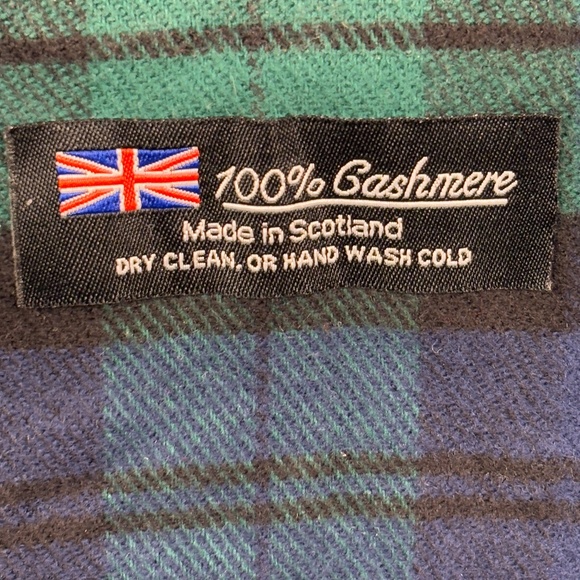 100% Cashmere
Made in Scotland
DRY CLEAN, OR HAND WASH COLD